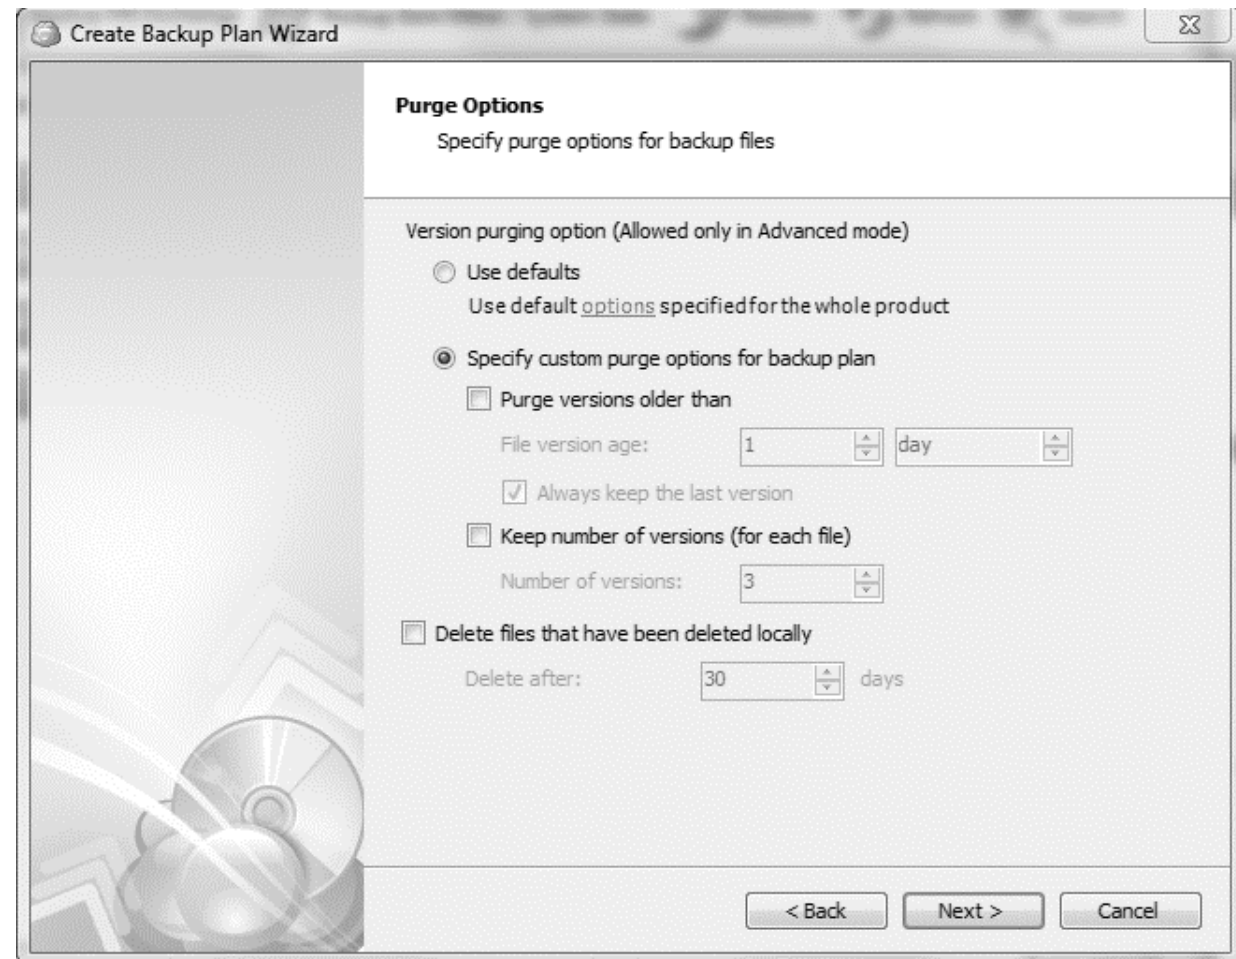 Create Backup Plan Wizard
Purge Options
Specify purge options for backup files
Version purging option (Allowed only in Advanced mode)
Use defaults
Use default options specified for the whole product
Specify custom purge options for backup plan
Purge versions older than
File version age: 1 day
Always keep the last version
Keep number of versions (for each file)
Number of versions: 3
Delete files that have been deleted locally
Delete after: 30 days
< Back Next > Cancel